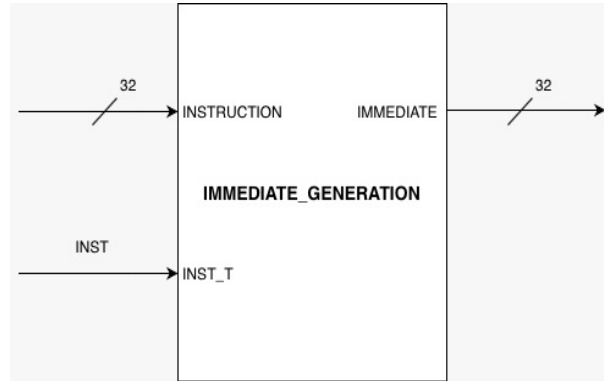 32
32
INSTRUCTION
IMMEDIATE
IMMEDIATE_GENERATION
INST
INST_T